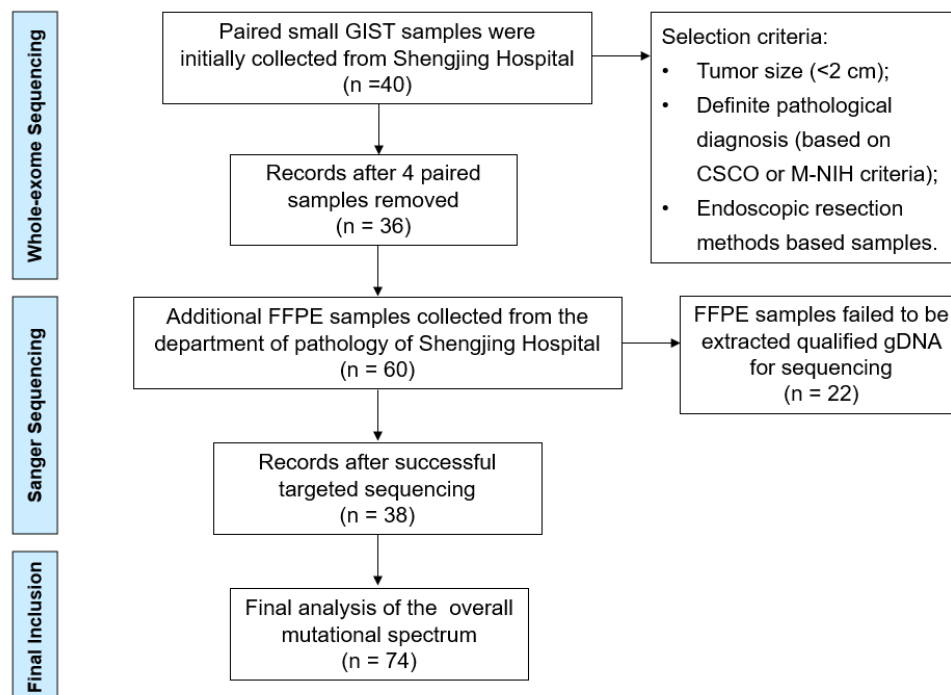 Whole-exome Sequencing
Paired small GIST samples were
initially collected from Shengjing Hospital
(n =40)
Selection criteria:
• Tumor size (<2 cm);
• Definite pathological
diagnosis (based on
CSCO or M-NIH criteria);
• Endoscopic resection
methods based samples.
Records after 4 paired
samples removed
(n = 36)
Sanger Sequencing
Additional FFPE samples collected from the
department of pathology of Shengjing Hospital
(n = 60)
FFPE samples failed to be
extracted qualified gDNA
for sequencing
(n = 22)
Records after successful
targeted sequencing
(n = 38)
Final Inclusion
Final analysis of the overall
mutational spectrum
(n = 74)